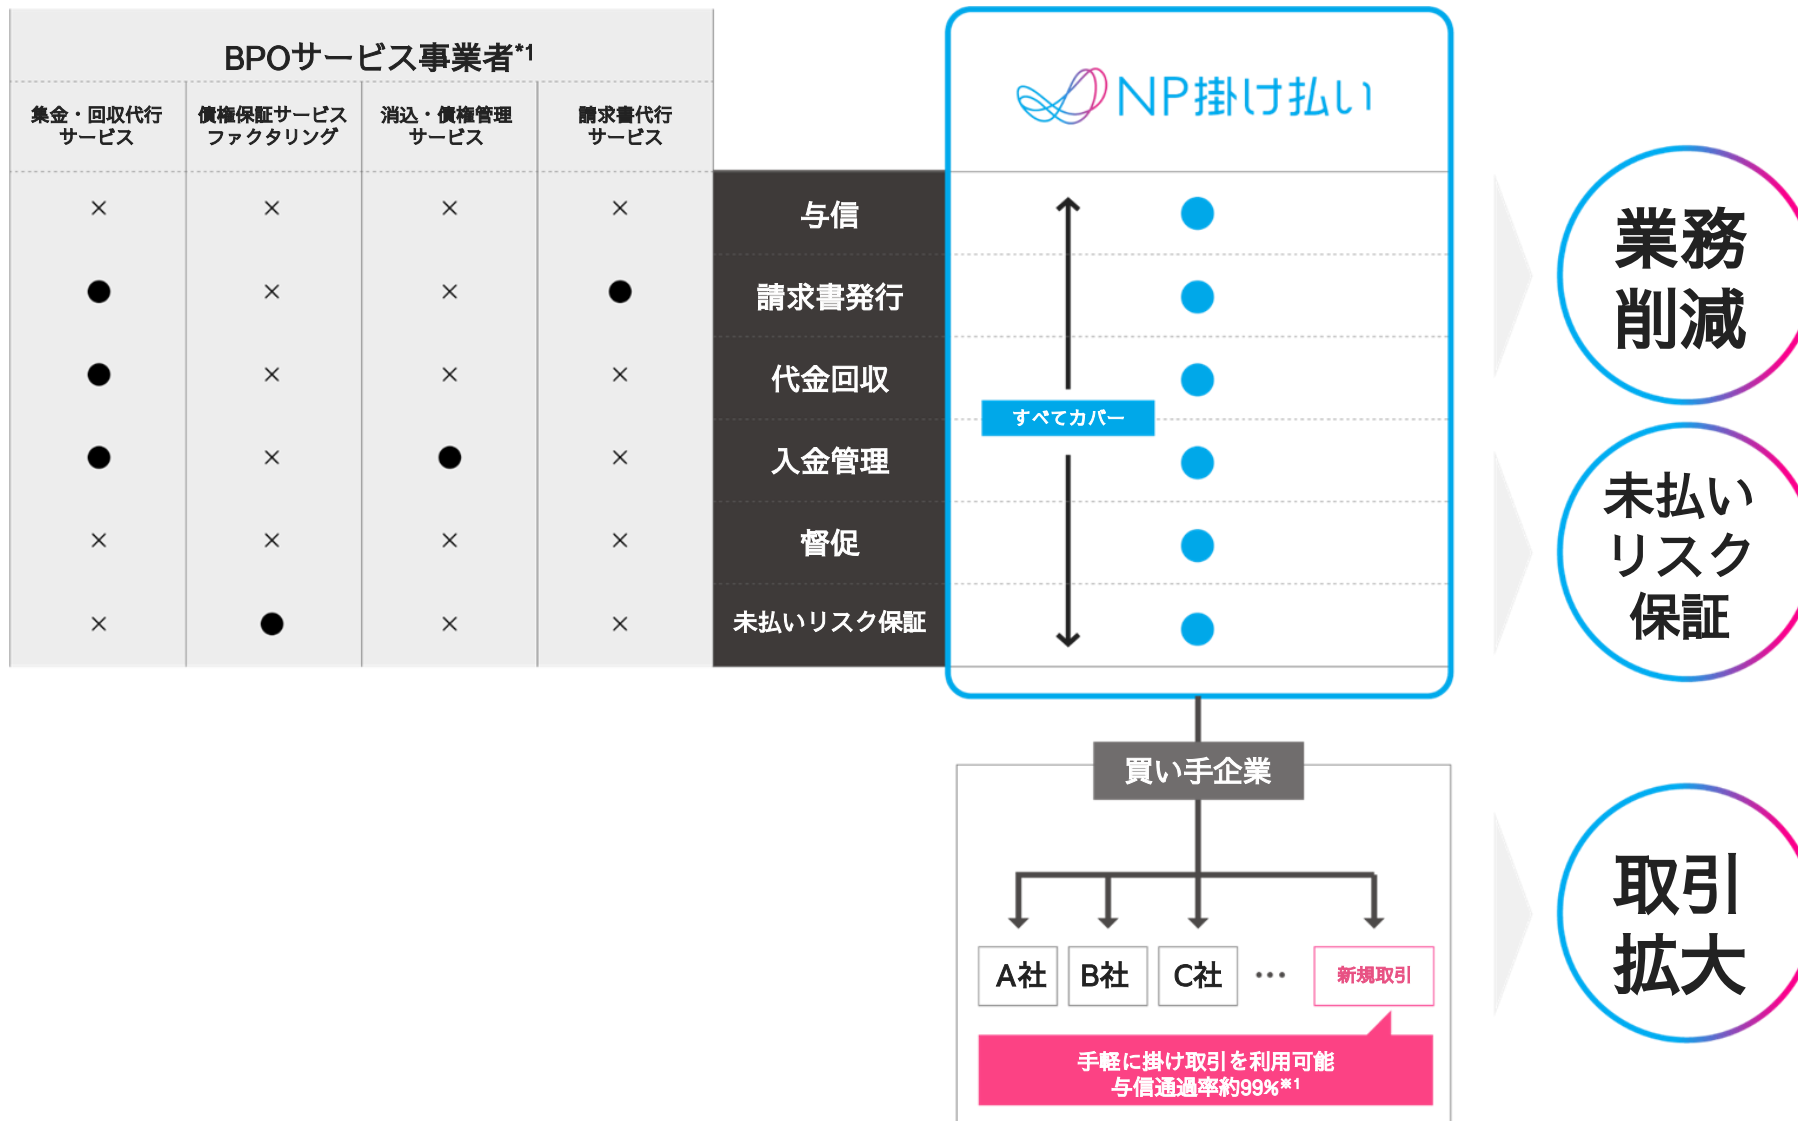 BPOサービス事業者*1
集金・回収代行
サービス
債権保証サービス
ファクタリング
消込・債権管理
サービス
請求書代行
サービス
NP掛け払い
× × × × 与信 ●
● × × ● 請求書発行 ●
● × × × 代金回収 ●
すべてカバー
● × ● × 入金管理 ●
× × × × 督促 ●
× ● × × 未払いリスク保証 ●
業務
削減
未払い
リスク
保証
買い手企業
A社 B社 C社 … 新規取引
手軽に掛け取引を利用可能
与信通過率約99%※1
取引
拡大